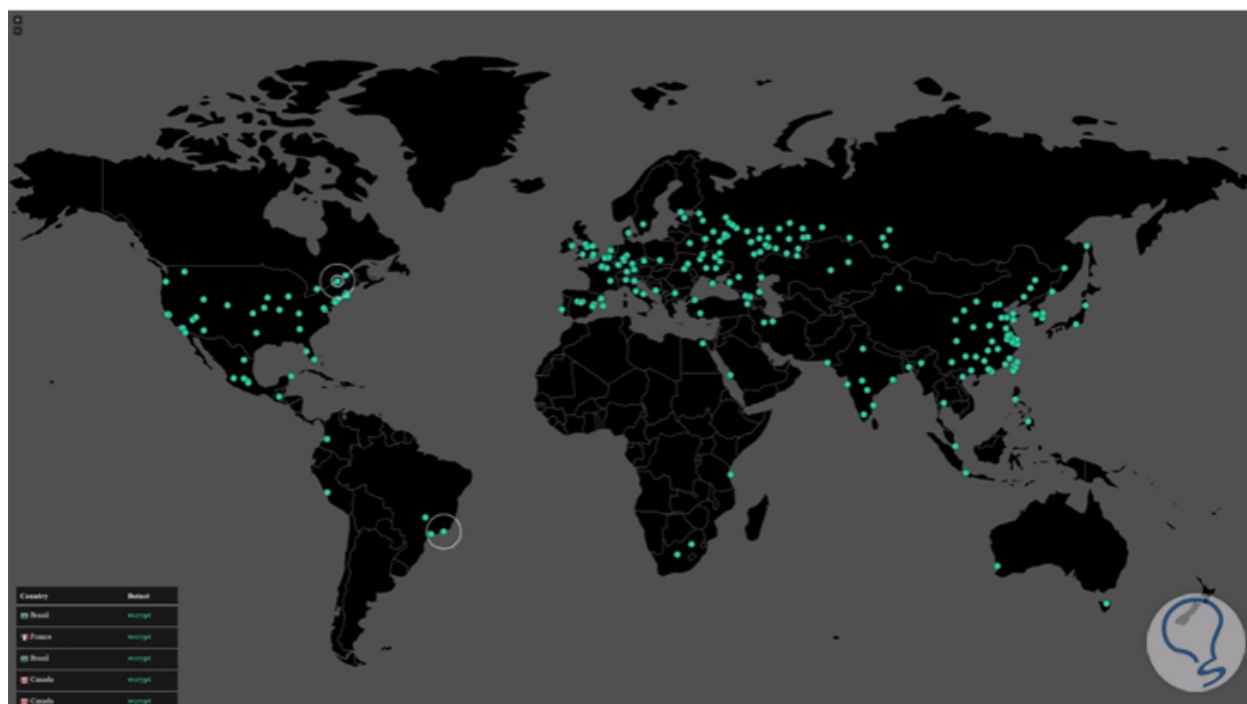 +
-
Country Botnet
Brazil wcrypt
France wcrypt
Brazil wcrypt
Canada wcrypt
Canada wcrypt